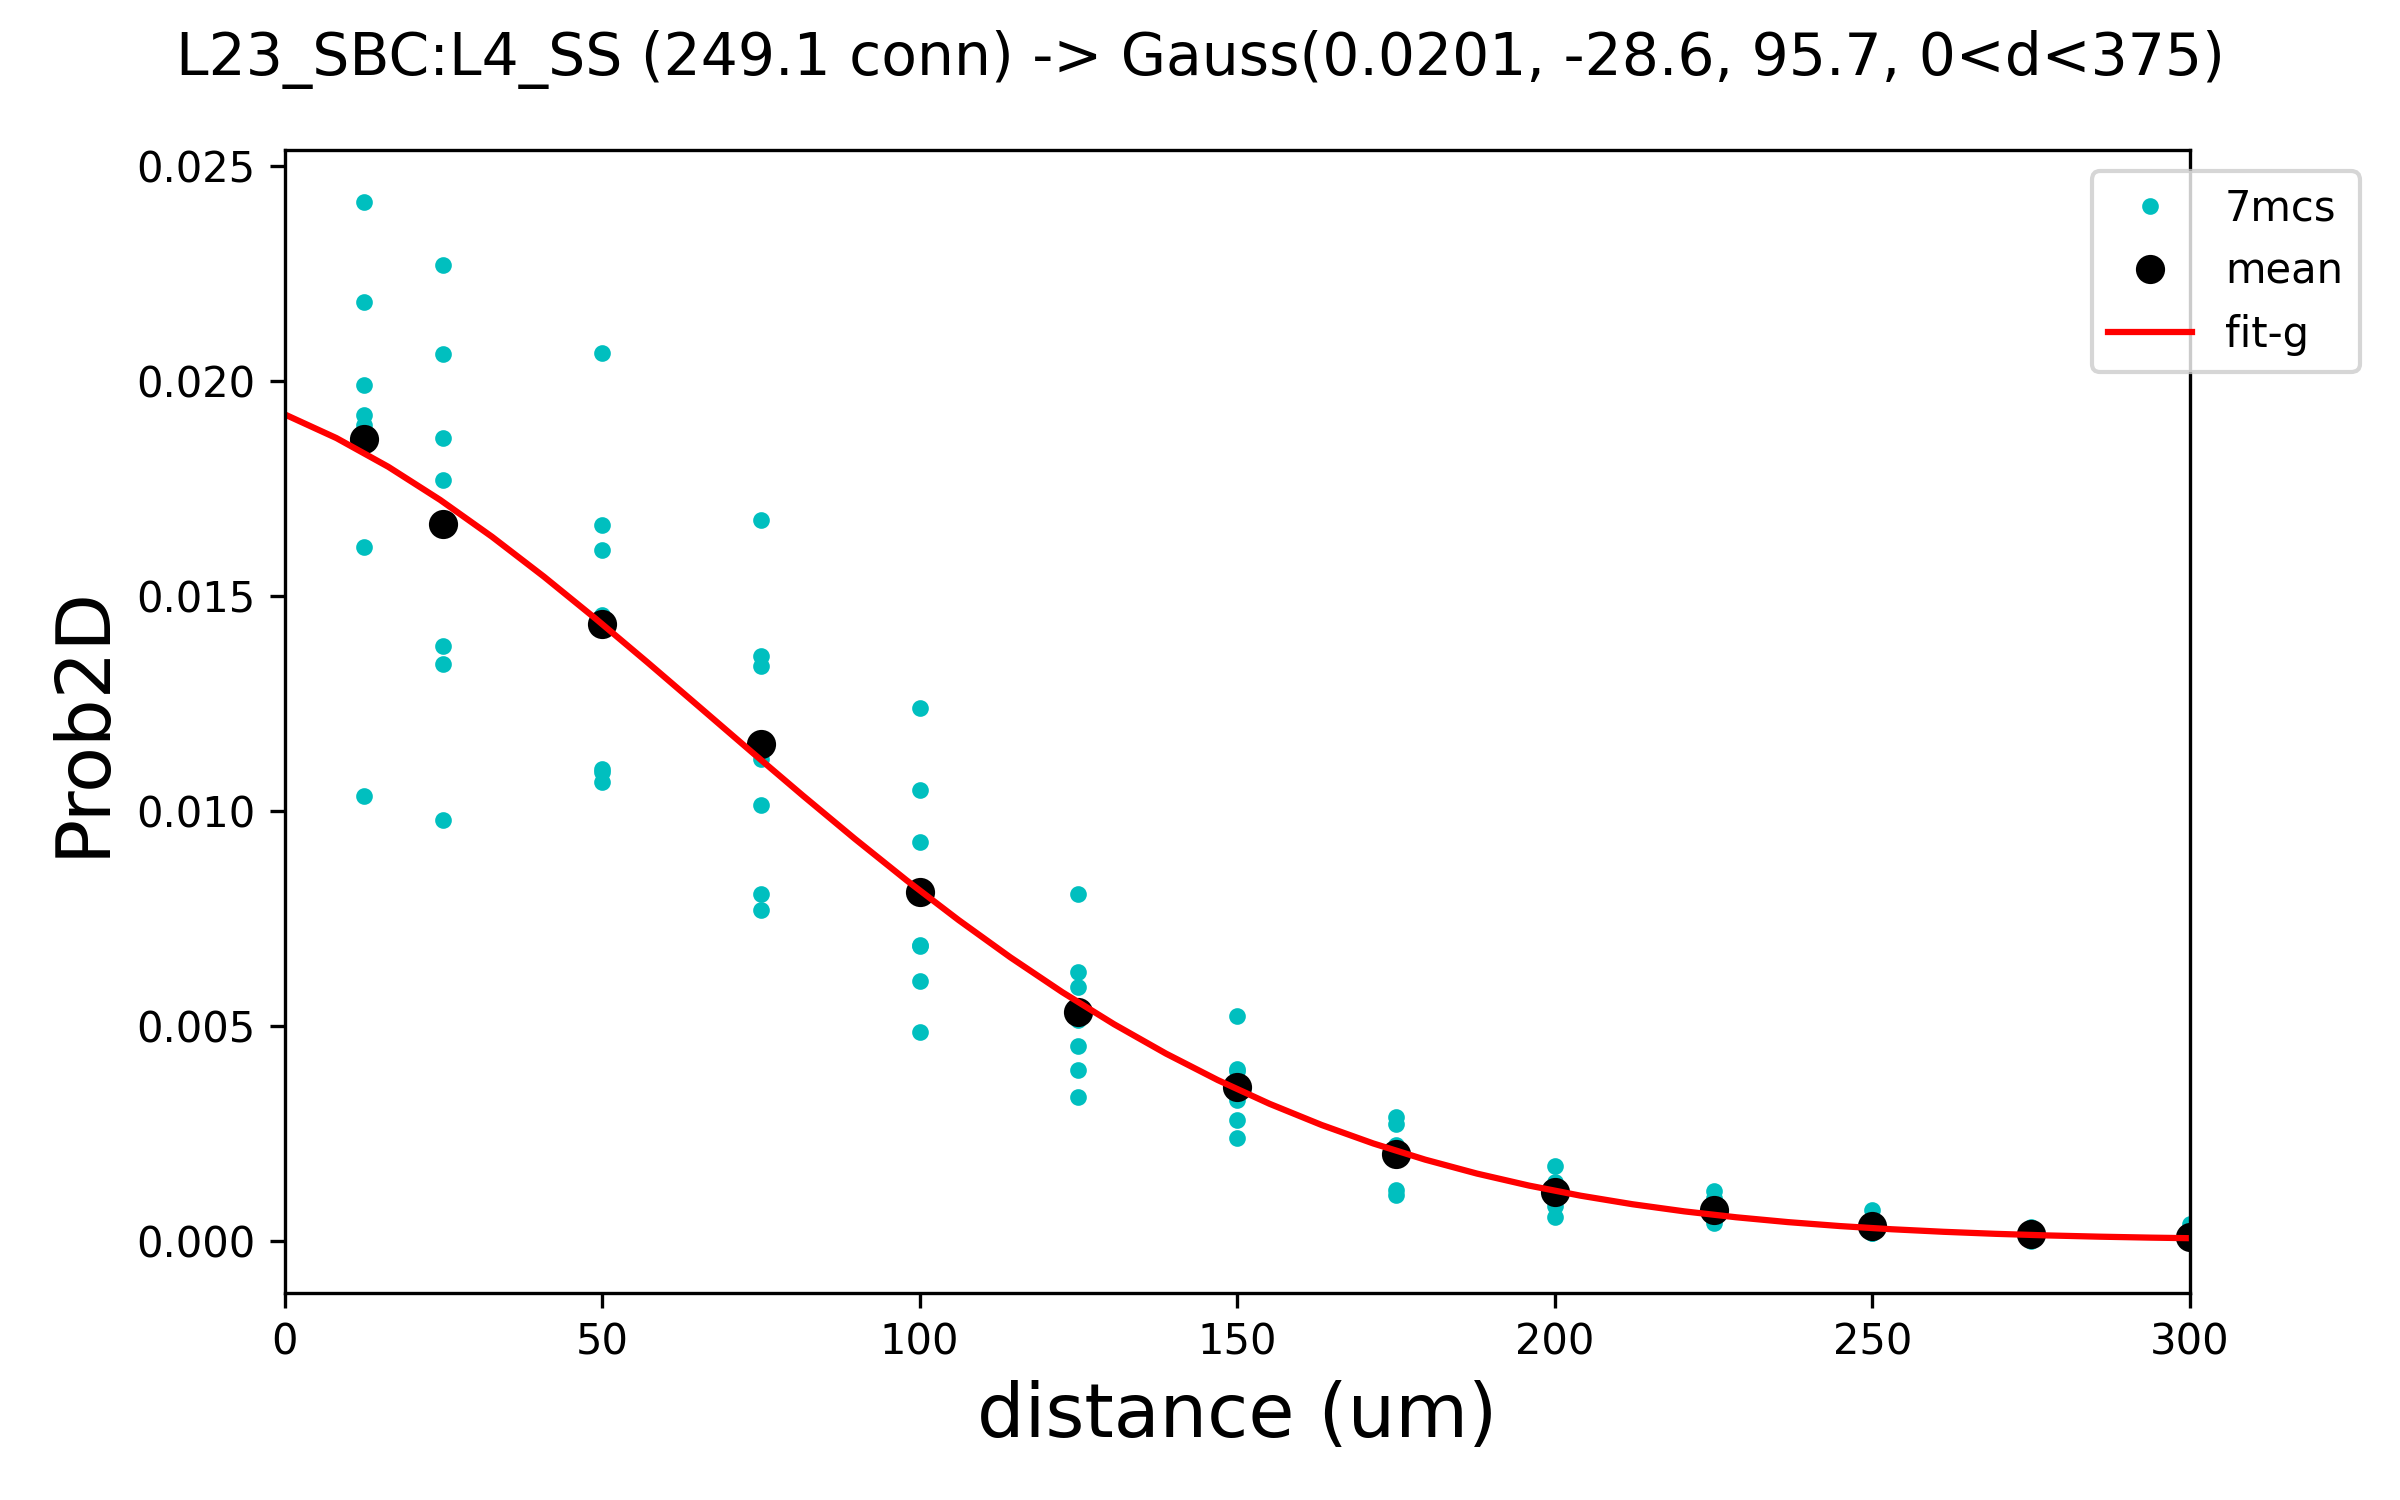 L23_SBC:L4_SS (249.1 conn) -> Gauss(0.0201, -28.6, 95.7, 0<d<375)
7mcs
mean
fit-g
Prob2D
0.025
0.020
0.015
0.010
0.005
0.000
0 50 100 150 200 250 300
distance (um)